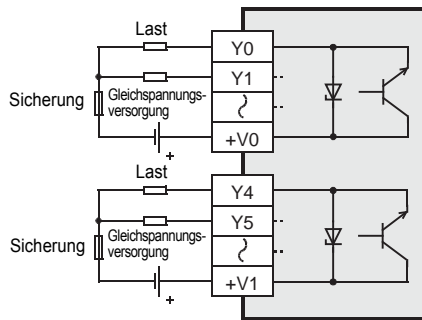 Last
Y0
Y1
Sicherung
Gleichspannungs-
versorgung
+V0
+
Last
Y4
Y5
Sicherung
Gleichspannungs-
versorgung
+V1
+